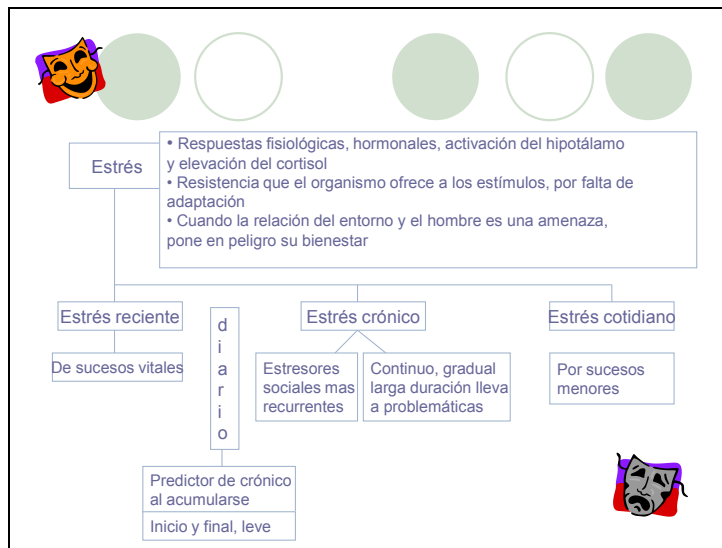 Estrés
• Respuestas fisiológicas, hormonales, activación del hipotálamo
y elevación del cortisol
• Resistencia que el organismo ofrece a los estímulos, por falta de
adaptación
• Cuando la relación del entorno y el hombre es una amenaza,
pone en peligro su bienestar
Estrés reciente
De sucesos vitales
d
i
a
r
i
o
Predictor de crónico
al acumularse
Inicio y final, leve
Estrés crónico
Estresores
sociales mas
recurrentes
Continuo, gradual
larga duración lleva
a problemáticas
Estrés cotidiano
Por sucesos
menores